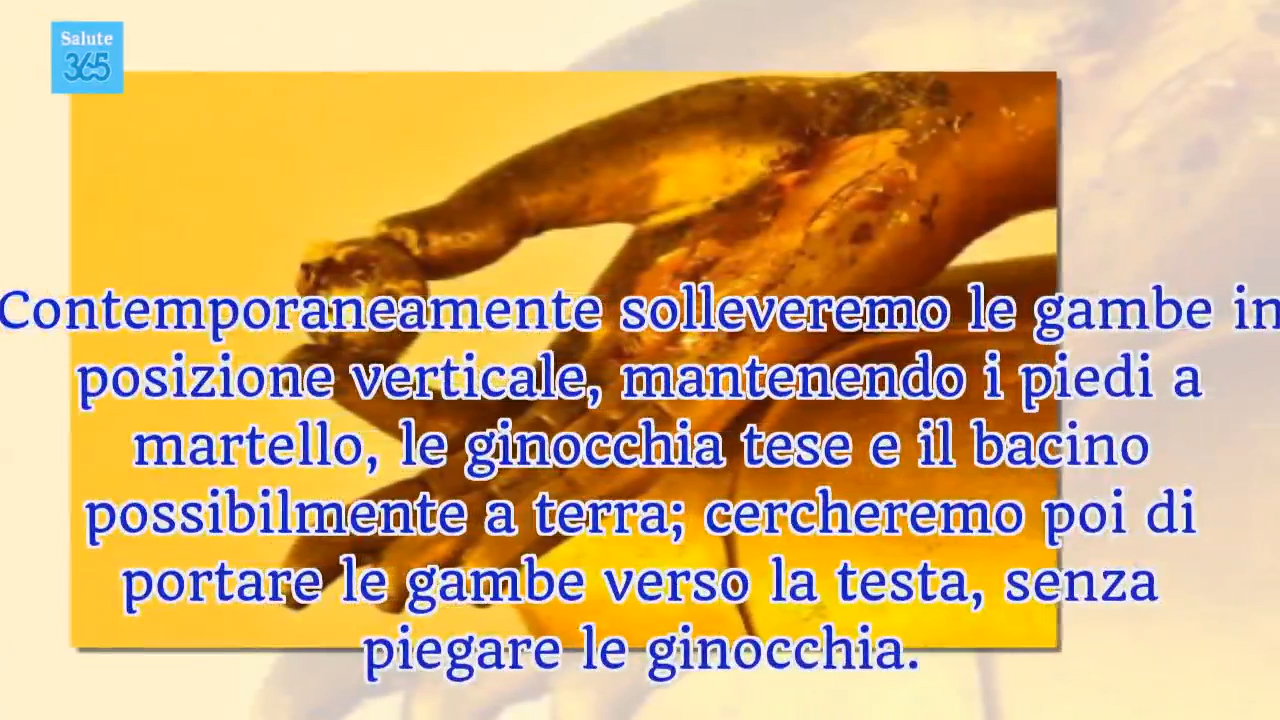 Salute
365
Contemporaneamente solleveremo le gambe in
posizione verticale, mantenendo i piedi a
martello, le ginocchia tese e il bacino
possibilmente a terra; cercheremo poi di
portare le gambe verso la testa, senza
piegare le ginocchia.